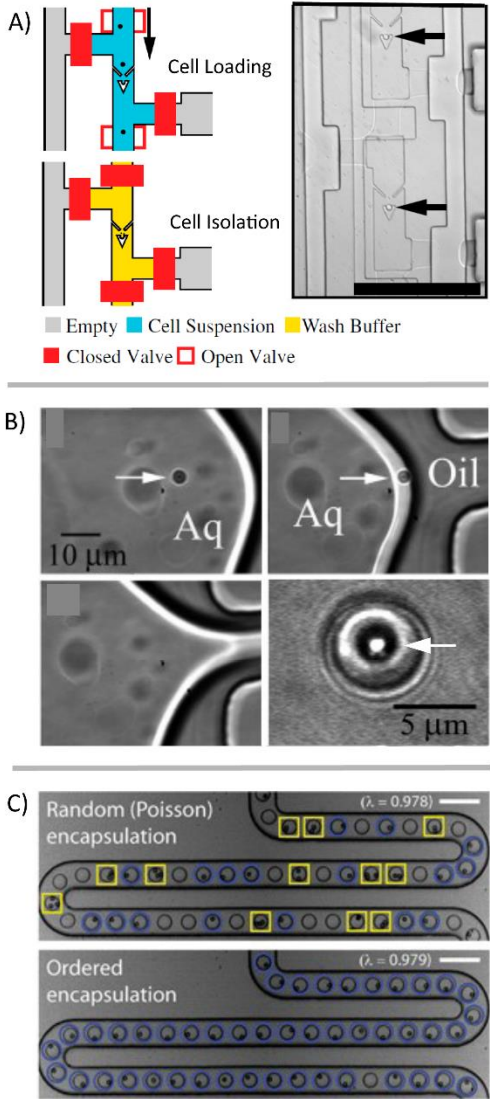 A)
Cell Loading
Cell Isolation
Empty Cell Suspension Wash Buffer
Closed Valve Open Valve
B)
10 μm
Aq
Aq
Oil
5 μm
C)
Random (Poisson)
encapsulation
(λ = 0.978)
Ordered
encapsulation
(λ = 0.979)